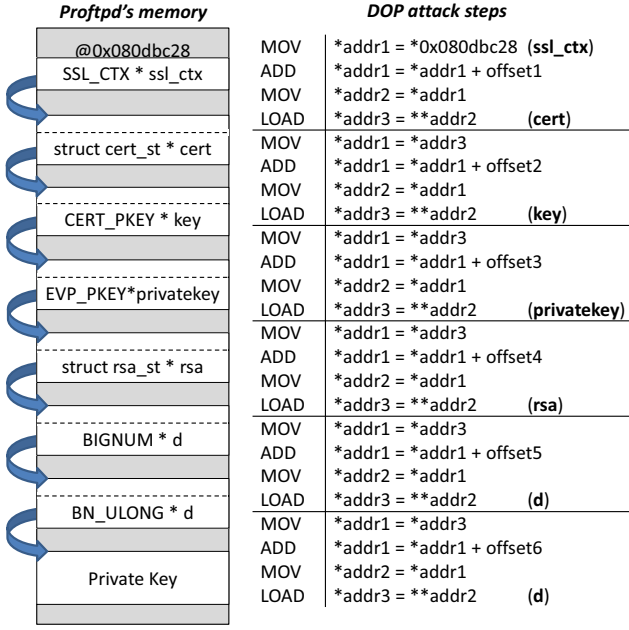 Proftpd's memory
@0x080dbc28
SSL_CTX * ssl_ctx
struct cert_st * cert
CERT_PKEY * key
EVP_PKEY*privatekey
struct rsa_st * rsa
BIGNUM * d
BN_ULONG * d
Private Key
DOP attack steps
MOV *addr1 = *0x080dbc28 (ssl_ctx)
ADD *addr1 = *addr1 + offset1
MOV *addr2 = *addr1
LOAD *addr3 = **addr2 (cert)
MOV *addr1 = *addr3
ADD *addr1 = *addr1 + offset2
MOV *addr2 = *addr1
LOAD *addr3 = **addr2 (key)
MOV *addr1 = *addr3
ADD *addr1 = *addr1 + offset3
MOV *addr2 = *addr1
LOAD *addr3 = **addr2 (privatekey)
MOV *addr1 = *addr3
ADD *addr1 = *addr1 + offset4
MOV *addr2 = *addr1
LOAD *addr3 = **addr2 (rsa)
MOV *addr1 = *addr3
ADD *addr1 = *addr1 + offset5
MOV *addr2 = *addr1
LOAD *addr3 = **addr2 (d)
MOV *addr1 = *addr3
ADD *addr1 = *addr1 + offset6
MOV *addr2 = *addr1
LOAD *addr3 = **addr2 (d)